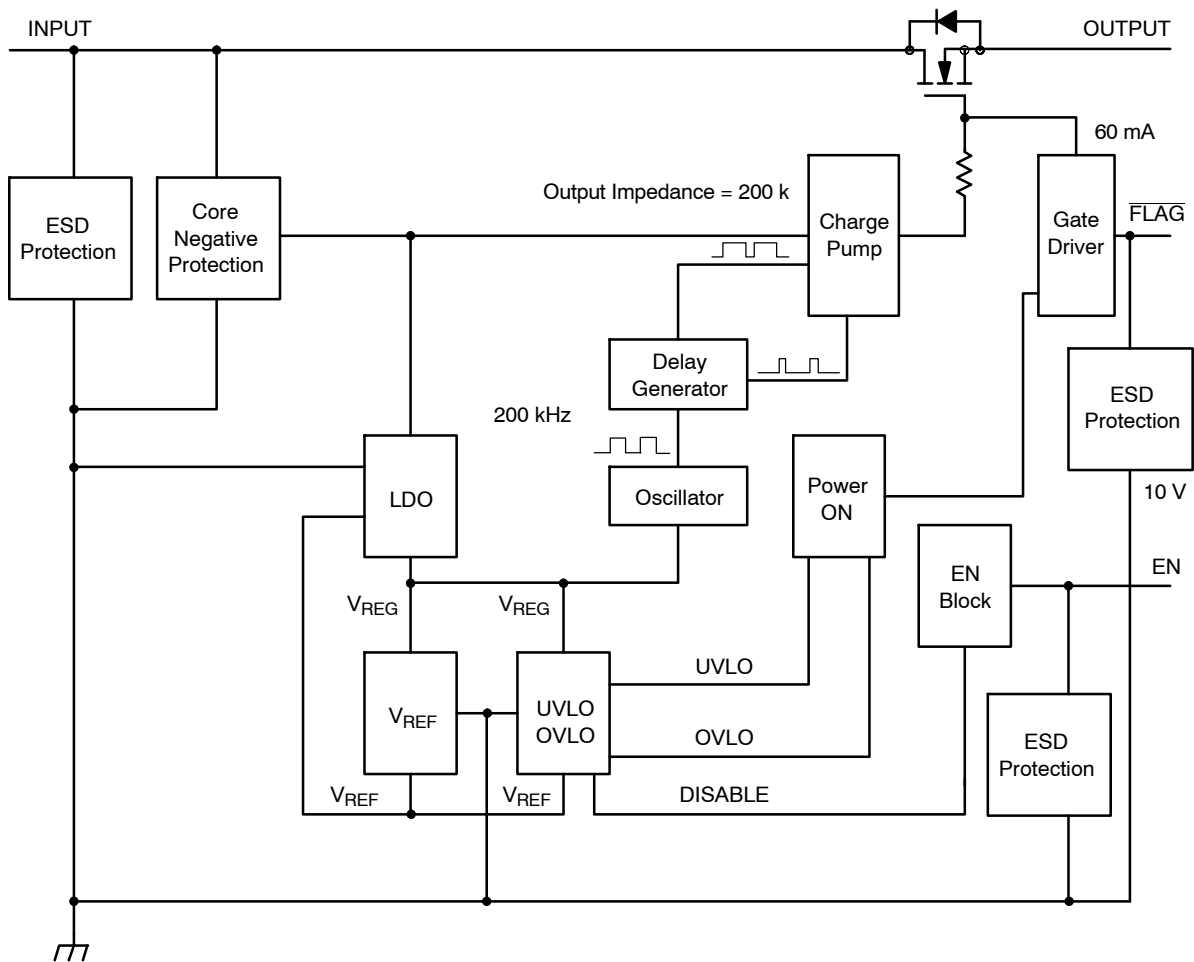 INPUT
OUTPUT
60 mA
ESD
Protection
Core
Negative
Protection
Output Impedance = 200 k
Charge
Pump
Gate
Driver
FLAG
Delay
Generator
200 kHz
ESD
Protection
LDO
Oscillator
Power
ON
10 V
EN
Block
EN
VREG
VREG
UVLO
VREF
UVLO
OVLO
OVLO
ESD
Protection
VREF
VREF
DISABLE